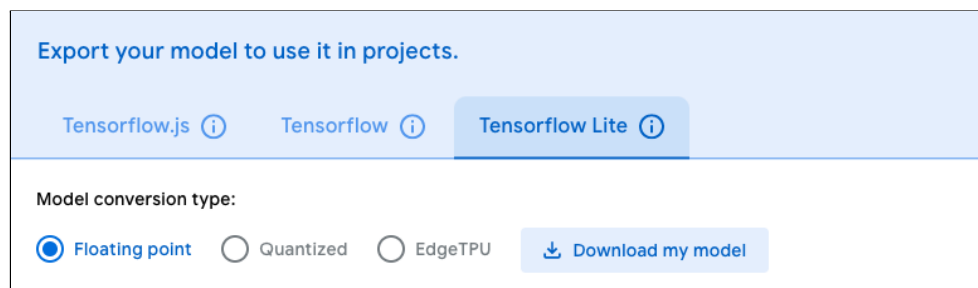 Export your model to use it in projects.
Tensorflow.js Tensorflow Tensorflow Lite
Model conversion type:
Floating point Quantized EdgeTPU Download my model